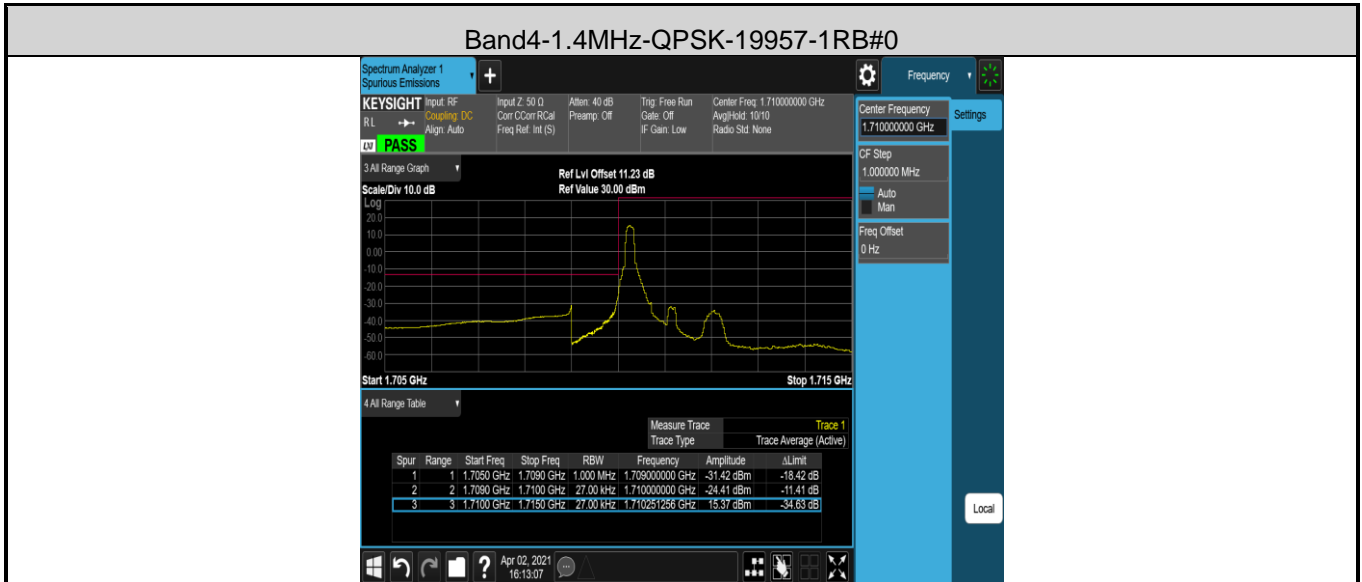 Band4-1.4MHz-QPSK-19957-1RB#0
Spectrum Analyzer 1
Spurious Emissions
+
Frequency
KEYSIGHT
RL
LXI PASS
Input: RF
Coupling: DC
Align: Auto
Input Z: 50 Ω
Corr CCorr RCal
Freq Ref: Int (S)
Atten: 40 dB
Preamp: Off
Trig: Free Run
Gate: Off
IF Gain: Low
Center Freq: 1.710000000 GHz
Avg|Hold: 10/10
Radio Std: None
Center Frequency
1.710000000 GHz
Settings
CF Step
1.000000 MHz
Auto
Man
Freq Offset
0 Hz
3 All Range Graph
Ref Lvl Offset 11.23 dB
Scale/Div 10.0 dB
Ref Value 30.00 dBm
Log
20.0
10.0
0.00
-10.0
-20.0
-30.0
-40.0
-50.0
-60.0
Start 1.705 GHz
Stop 1.715 GHz
4 All Range Table
Measure Trace Trace 1
Trace Type Trace Average (Active)
Spur Range Start Freq Stop Freq RBW Frequency Amplitude ΔLimit
1 1 1.7050 GHz 1.7090 GHz 1.000 MHz 1.709000000 GHz -31.42 dBm -18.42 dB
2 2 1.7090 GHz 1.7100 GHz 27.00 kHz 1.710000000 GHz -24.41 dBm -11.41 dB
3 3 1.7100 GHz 1.7150 GHz 27.00 kHz 1.710251256 GHz 15.37 dBm -34.63 dB
Local
?
Apr 02, 2021
16:13:07